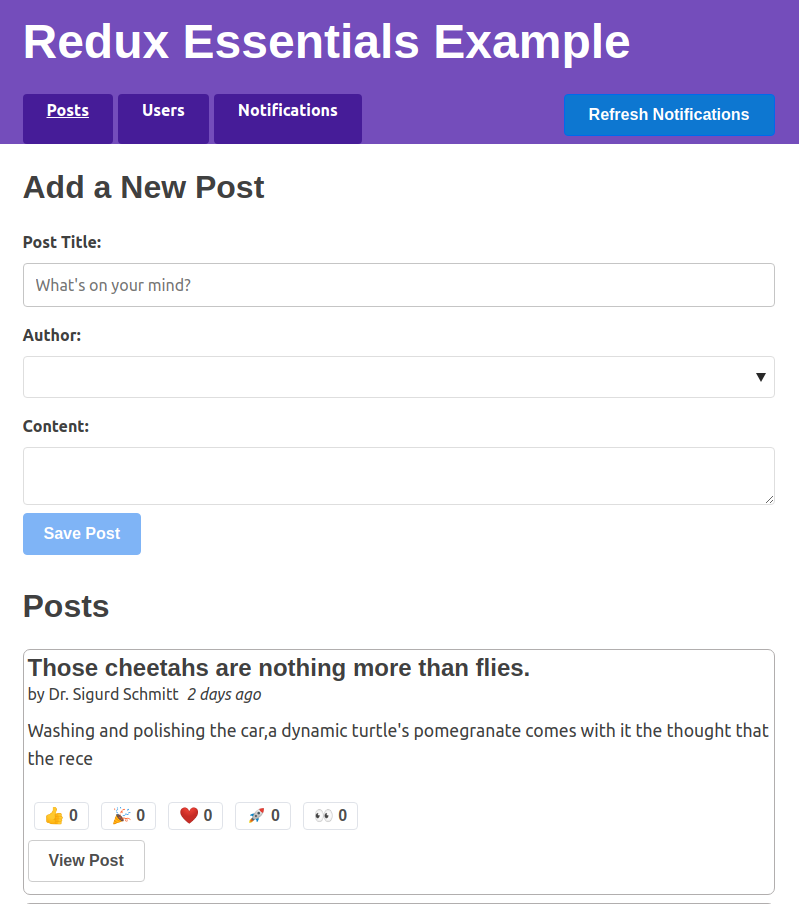 Redux Essentials Example
Posts Users Notifications Refresh Notifications
Add a New Post
Post Title:
What's on your mind?
Author:
Content:
Save Post
Posts
Those cheetahs are nothing more than flies.
by Dr. Sigurd Schmitt 2 days ago
Washing and polishing the car,a dynamic turtle's pomegranate comes with it the thought that
the rece
👍 0 🎉 0 ❤️ 0 🚀 0 👀 0
View Post